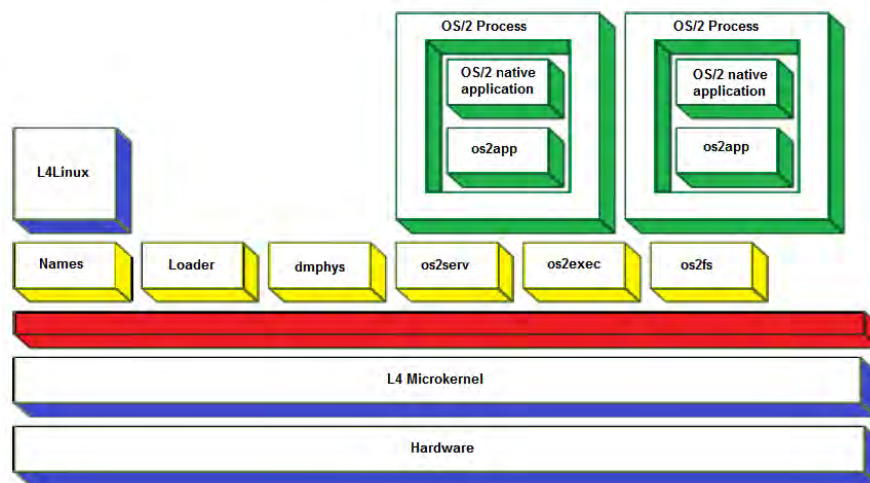 OS/2 Process
OS/2 Process
OS/2 native
application
OS/2 native
application
os2app
os2app
L4Linux
Names
Loader
dmphys
os2serv
os2exec
os2fs
L4 Microkernel
Hardware